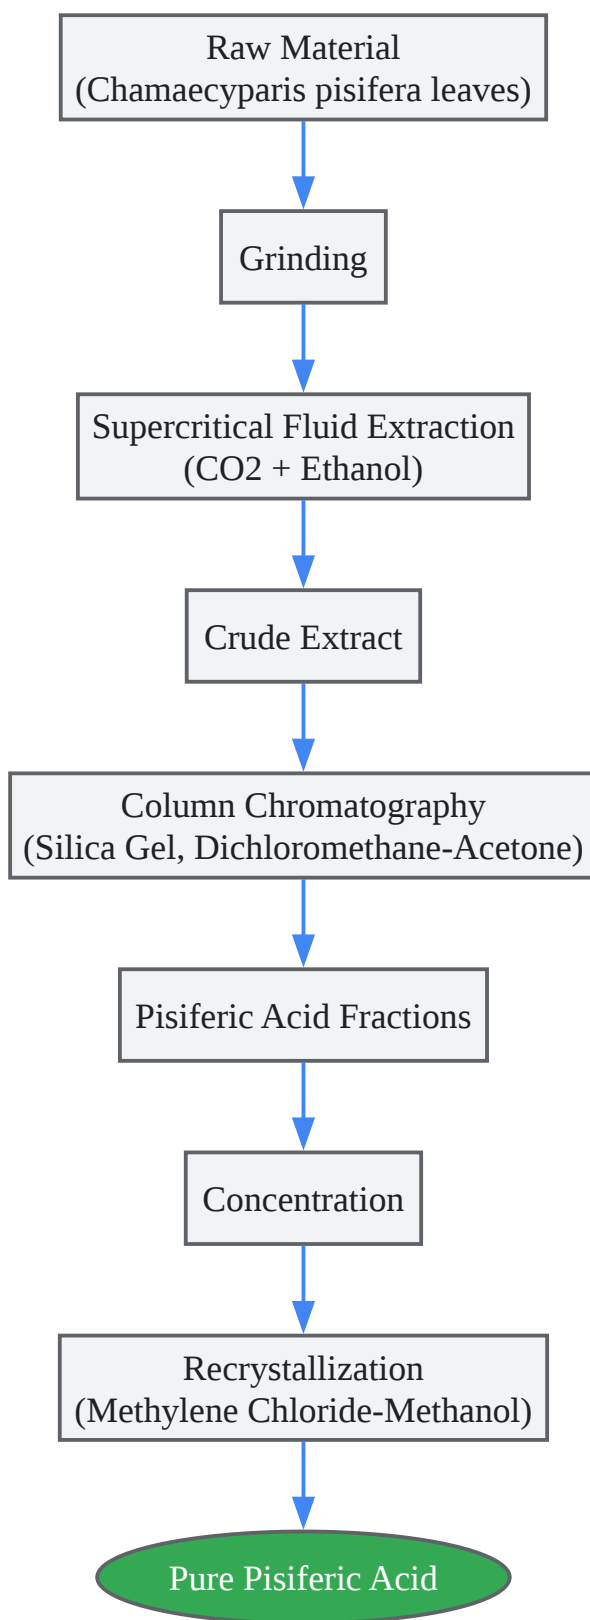 Raw Material
(Chamaecyparis pisifera leaves)
Grinding
Supercritical Fluid Extraction
(CO2 + Ethanol)
Crude Extract
Column Chromatography
(Silica Gel, Dichloromethane-Acetone)
Pisiferic Acid Fractions
Concentration
Recrystallization
(Methylene Chloride-Methanol)
Pure Pisiferic Acid